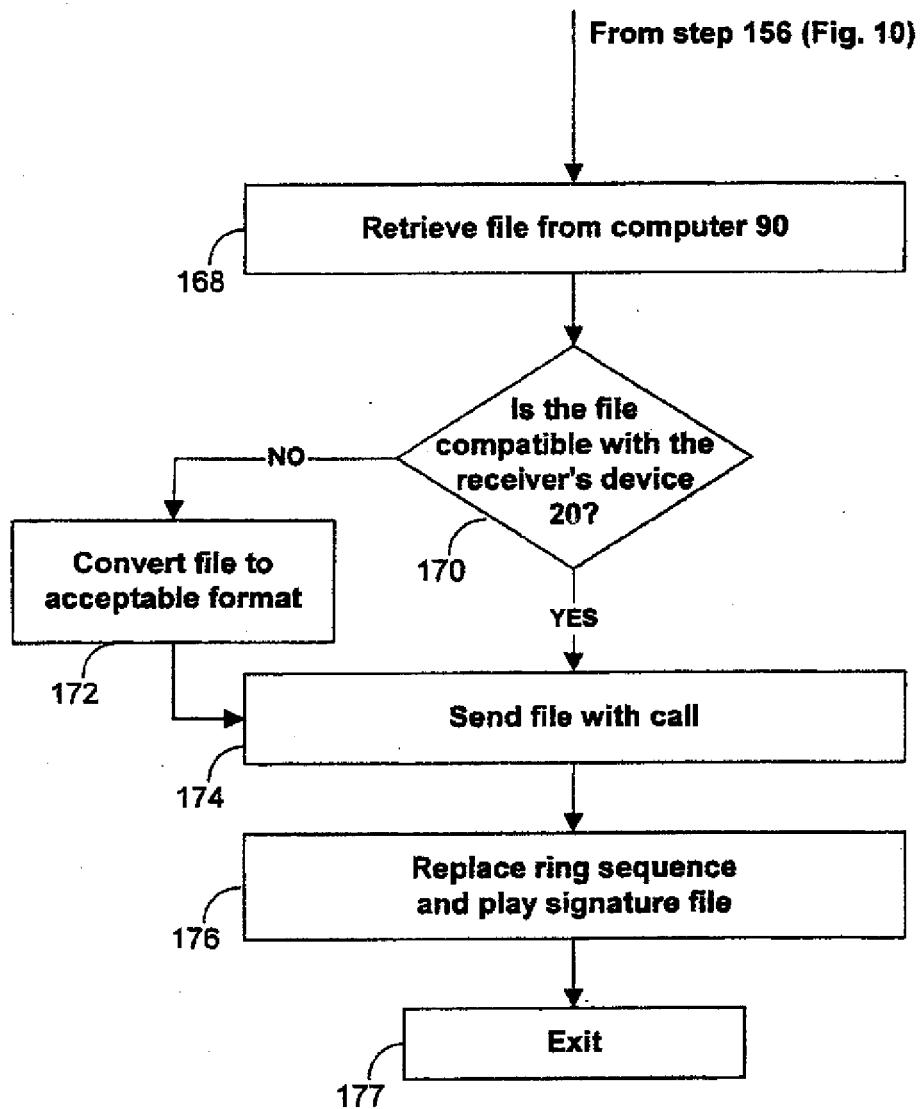 From step 156 (Fig. 10)
Retrieve file from computer 90
168
Is the file
compatible with the
receiver's device
20?
NO
170
Convert file to
acceptable format
YES
172
Send file with call
174
Replace ring sequence
and play signature file
176
Exit
177